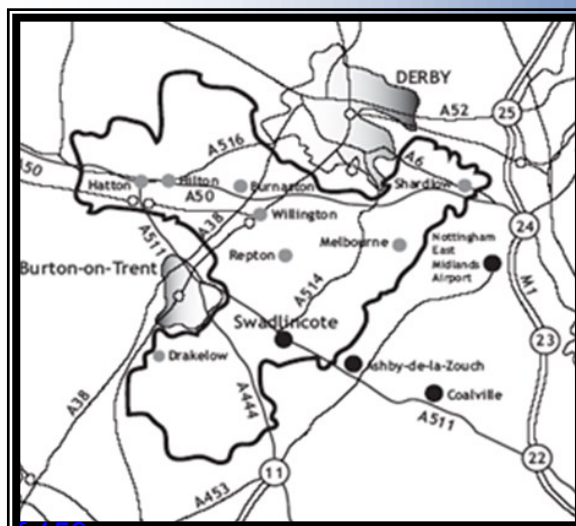 DERBY
A52
25
A516
A6
A50
Hatton
Hilton
Burnaston
A50
Shardlow
Willington
A38
24
A511
Melbourne
Nottingham
East
Midlands
Airport
Repton
Burton-on-Trent
A514
M1
Swadlincote
23
Drakelow
Ashby-de-la-Zouch
A38
A444
Coalville
A511
22
11
A453